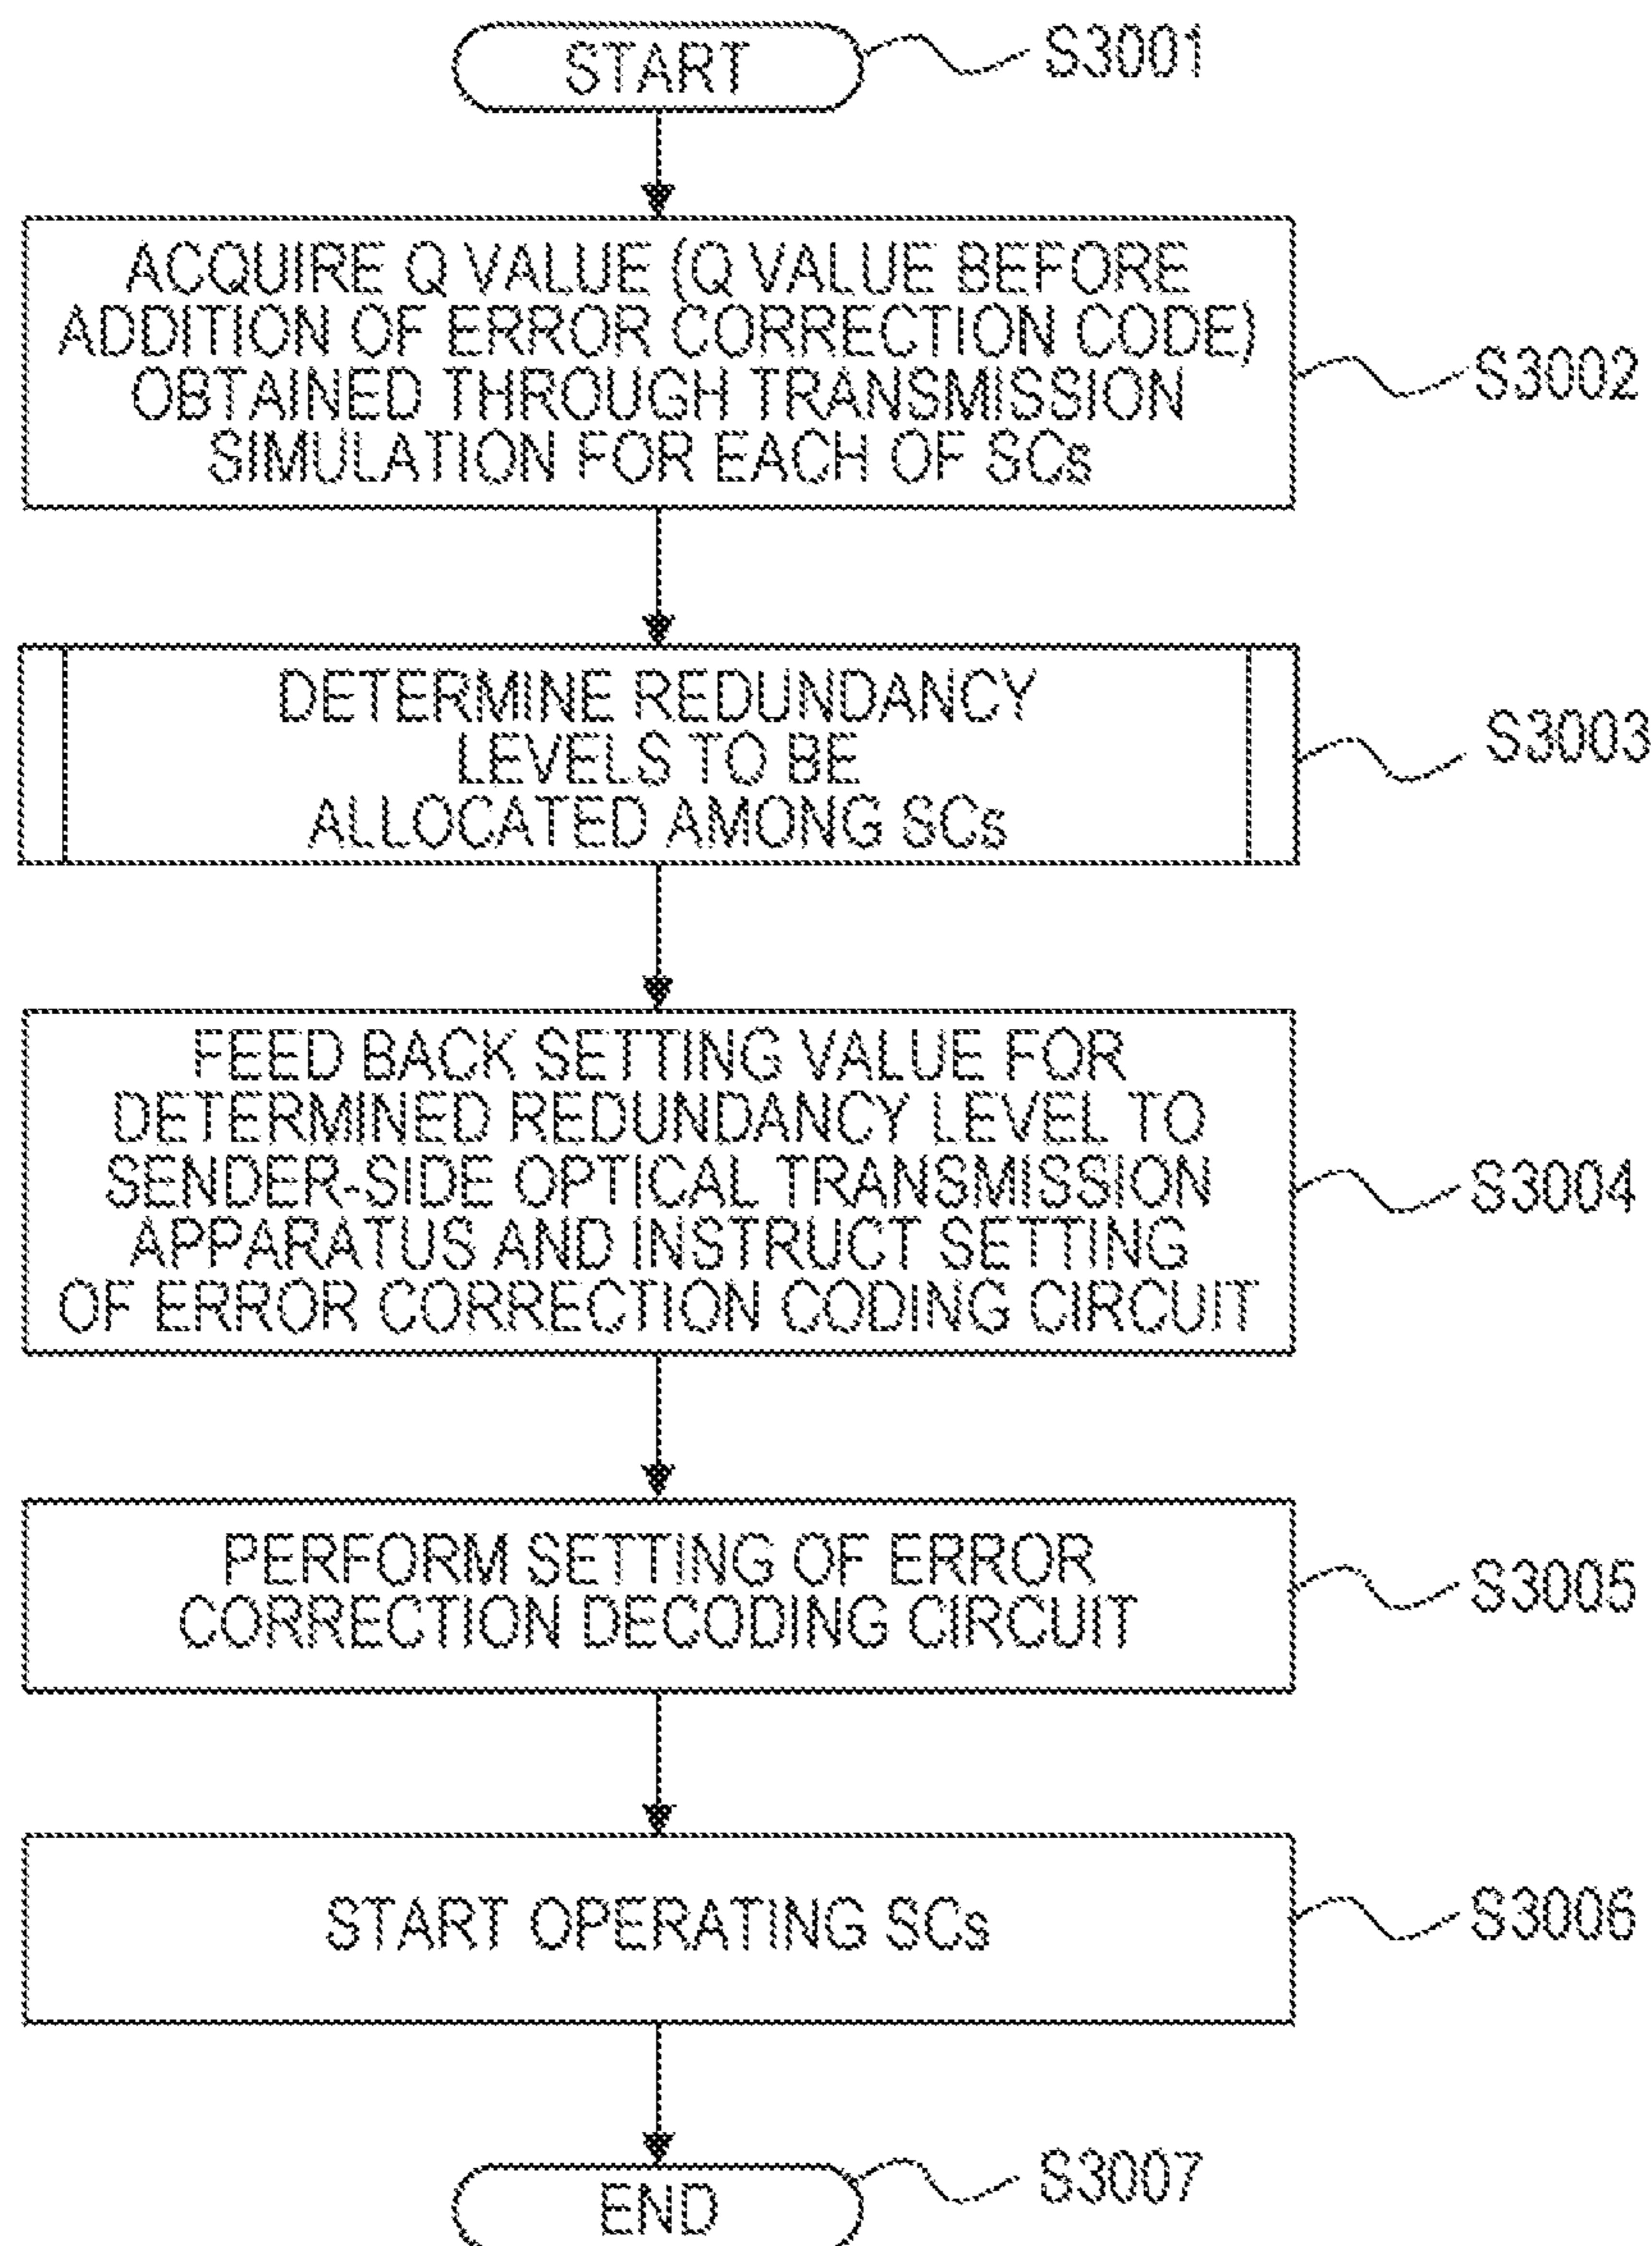 START
S3001
ACQUIRE Q VALUE (Q VALUE BEFORE
ADDITION OF ERROR CORRECTION CODE)
OBTAINED THROUGH TRANSMISSION
SIMULATION FOR EACH OF SCs
S3002
DETERMINE REDUNDANCY
LEVELS TO BE
ALLOCATED AMONG SCs
S3003
FEED BACK SETTING VALUE FOR
DETERMINED REDUNDANCY LEVEL TO
SENDER-SIDE OPTICAL TRANSMISSION
APPARATUS AND INSTRUCT SETTING
OF ERROR CORRECTION CODING CIRCUIT
S3004
PERFORM SETTING OF ERROR
CORRECTION DECODING CIRCUIT
S3005
START OPERATING SCs
S3006
END
S3007